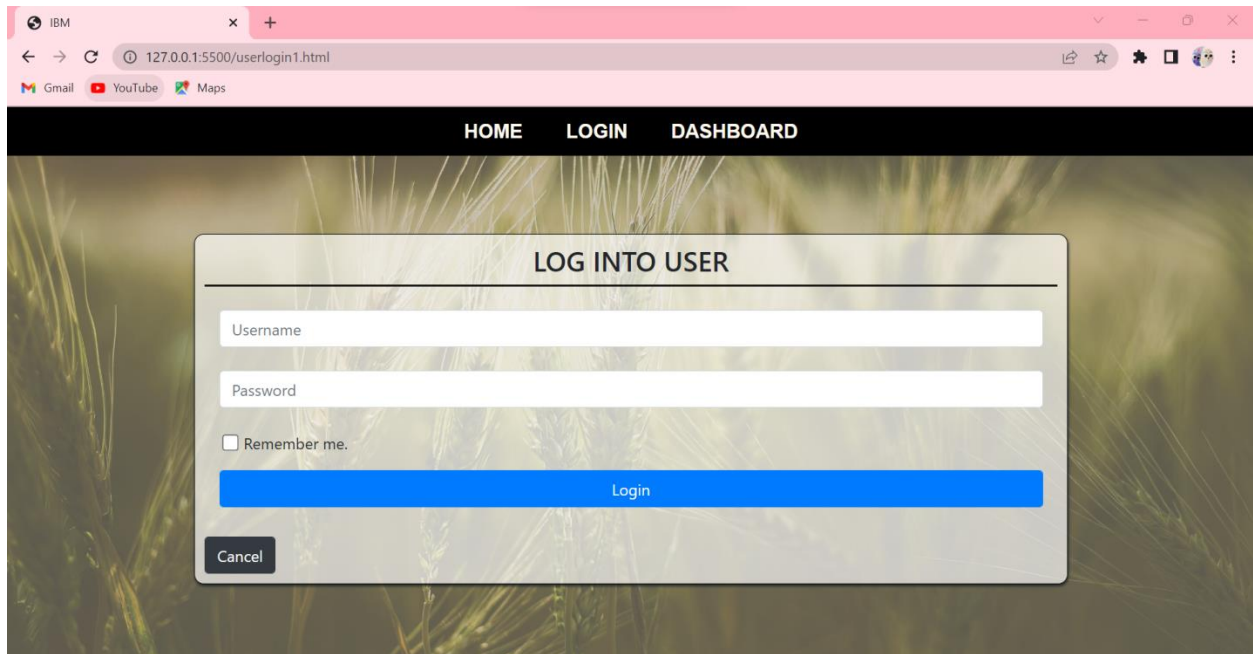 IBM
127.0.0.1:5500/userlogin1.html
Gmail YouTube Maps
HOME LOGIN DASHBOARD
LOG INTO USER
Username
Password
Remember me.
Login
Cancel